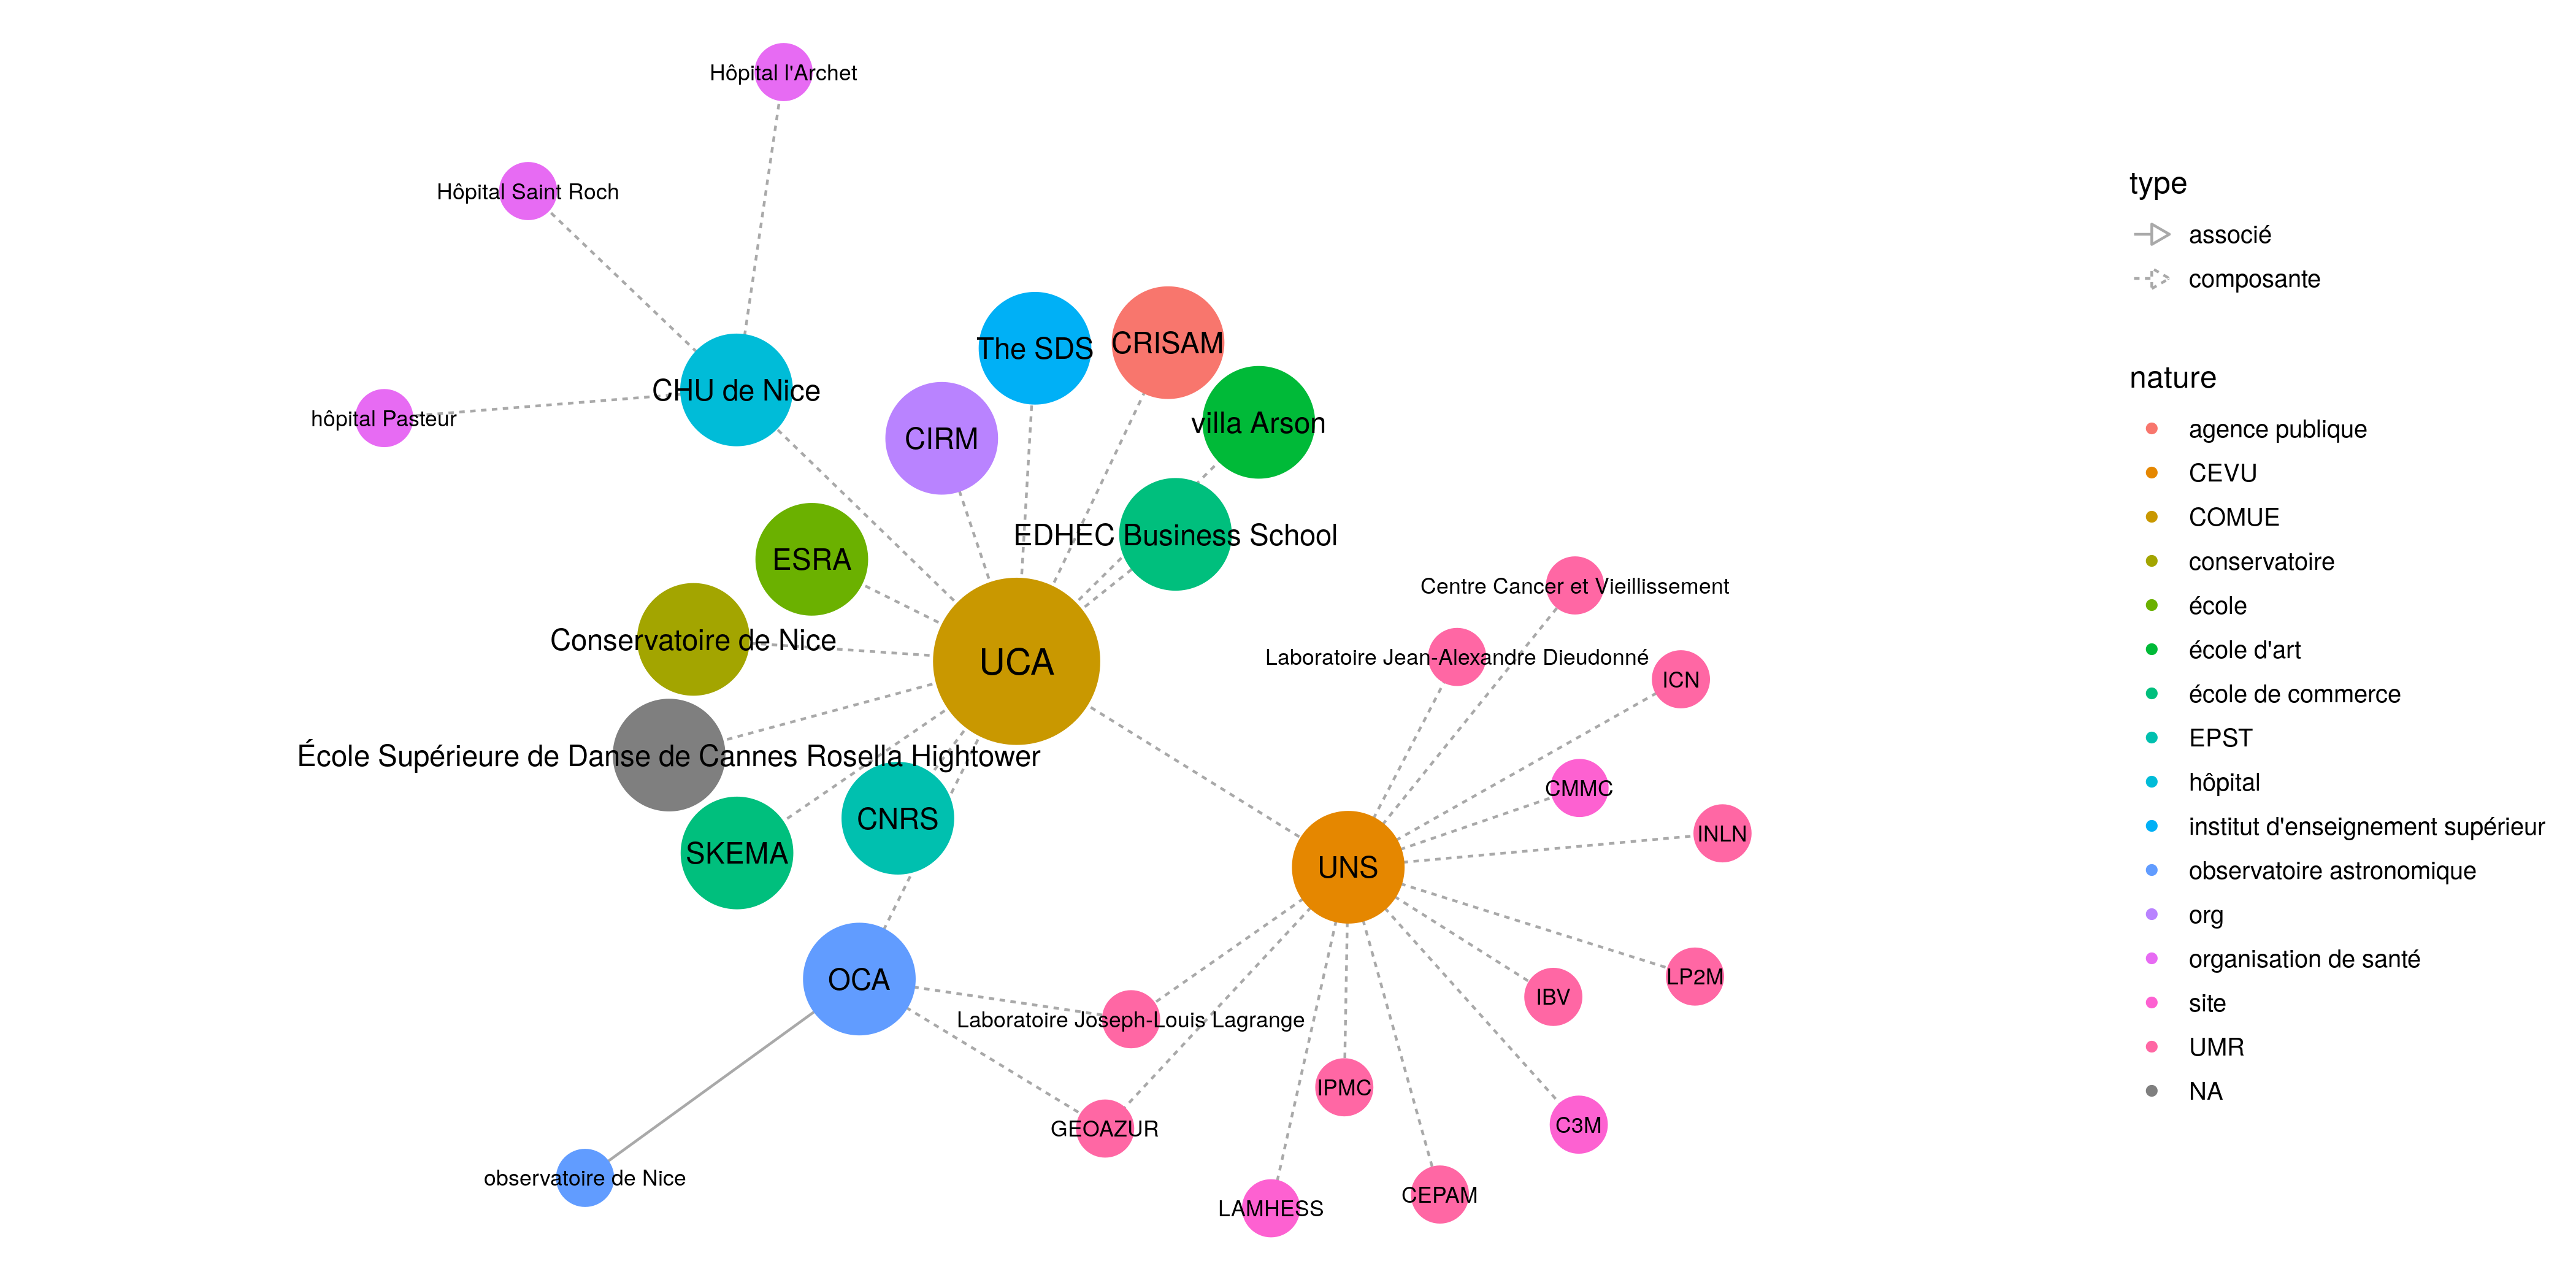 Hôpital l'Archet
Hôpital Saint Roch
hôpital Pasteur
CHU de Nice
The SDS
CRISAM
villa Arson
CIRM
EDHEC Business School
ESRA
Conservatoire de Nice
UCA
École Supérieure de Danse de Cannes Rosella Hightower
CNRS
SKEMA
OCA
observatoire de Nice
Centre Cancer et Vieillissement
Laboratoire Jean-Alexandre Dieudonné
ICN
CMMC
INLN
UNS
LP2M
IBV
Laboratoire Joseph-Louis Lagrange
IPMC
GEOAZUR
C3M
CEPAM
LAMHESS
type
associé
composante
nature
agence publique
CEVU
COMUE
conservatoire
école
école d'art
école de commerce
EPST
hôpital
institut d'enseignement supérieur
observatoire astronomique
org
organisation de santé
site
UMR
NA